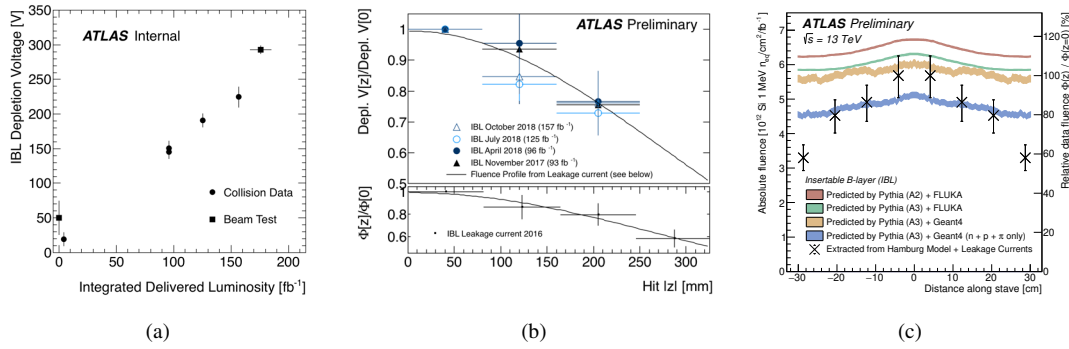 ATLAS Internal
IBL Depletion Voltage [V]
350
300
250
200
150
100
50
0
Collision Data
Beam Test
0 50 100 150 200
Integrated Delivered Luminosity [fb⁻¹]
(a)
ATLAS Preliminary
Depl. V[z]/Depl. V[0]
1
0.9
0.8
0.7
0.6
0.5
IBL October 2018 (157 fb⁻¹)
IBL July 2018 (125 fb⁻¹)
IBL April 2018 (96 fb⁻¹)
IBL November 2017 (93 fb⁻¹)
Fluence Profile from Leakage current (see below)
Φ[z]/Φ[0]
0.8
0.6
IBL Leakage current 2016
0 50 100 150 200 250 300
Hit |z| [mm]
(b)
ATLAS Preliminary
√s = 13 TeV
Absolute fluence [10¹² Si 1 MeV n_eq/cm²/fb⁻¹]
7
6
5
4
3
2
1
0
Relative data fluence Φ(z) / Φ(z=0) [%]
120
100
80
60
40
20
0
Insertable B-layer (IBL)
Predicted by Pythia (A2) + FLUKA
Predicted by Pythia (A3) + FLUKA
Predicted by Pythia (A3) + Geant4
Predicted by Pythia (A3) + Geant4 (n + p + π only)
Extracted from Hamburg Model + Leakage Currents
−30 −20 −10 0 10 20 30
Distance along stave [cm]
(c)